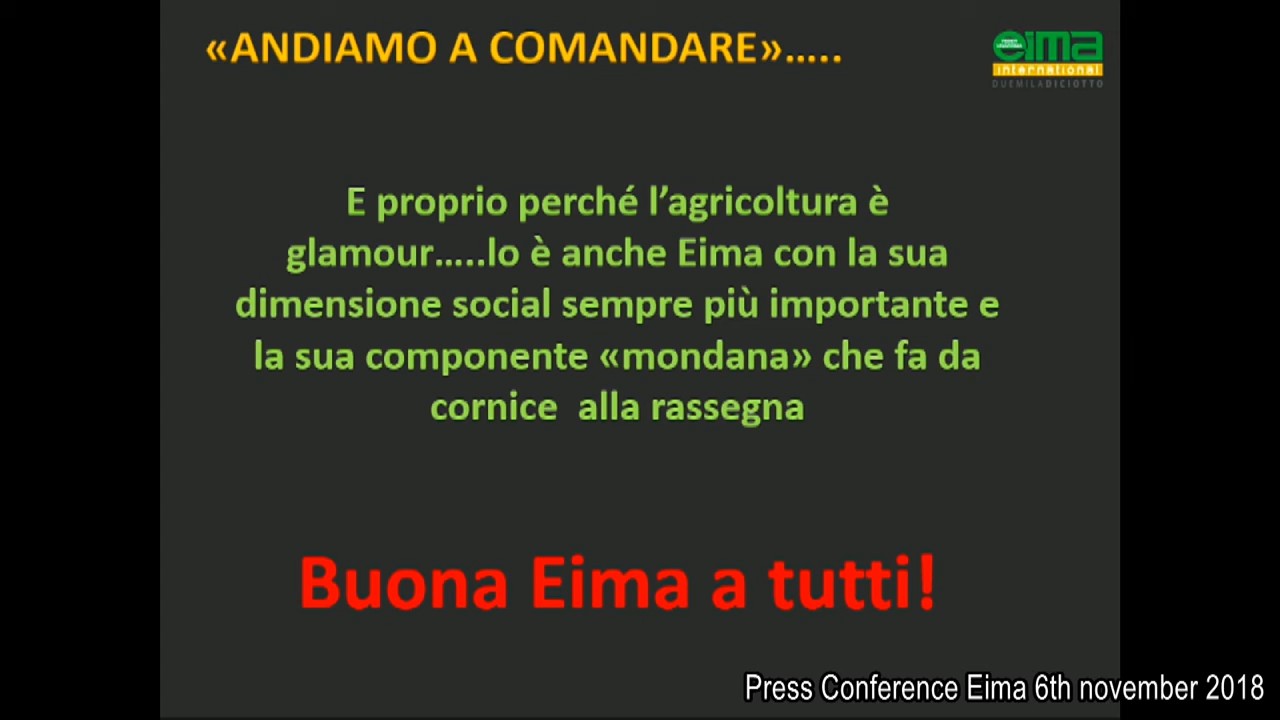 «ANDIAMO A COMANDARE»…..
eima
international
DUEMILADICIOTTO
E proprio perché l’agricoltura è
glamour…..lo è anche Eima con la sua
dimensione social sempre più importante e
la sua componente «mondana» che fa da
cornice  alla rassegna
Buona Eima a tutti!
Press Conference Eima 6th november 2018